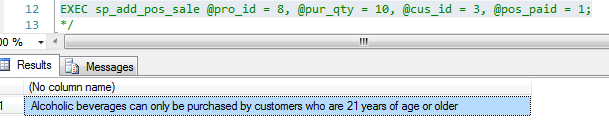 12 EXEC sp_add_pos_sale @pro_id = 8, @pur_qty = 10, @cus_id = 3, @pos_paid = 1;
13 */
00 %
Results Messages
(No column name)
1 Alcoholic beverages can only be purchased by customers who are 21 years of age or older